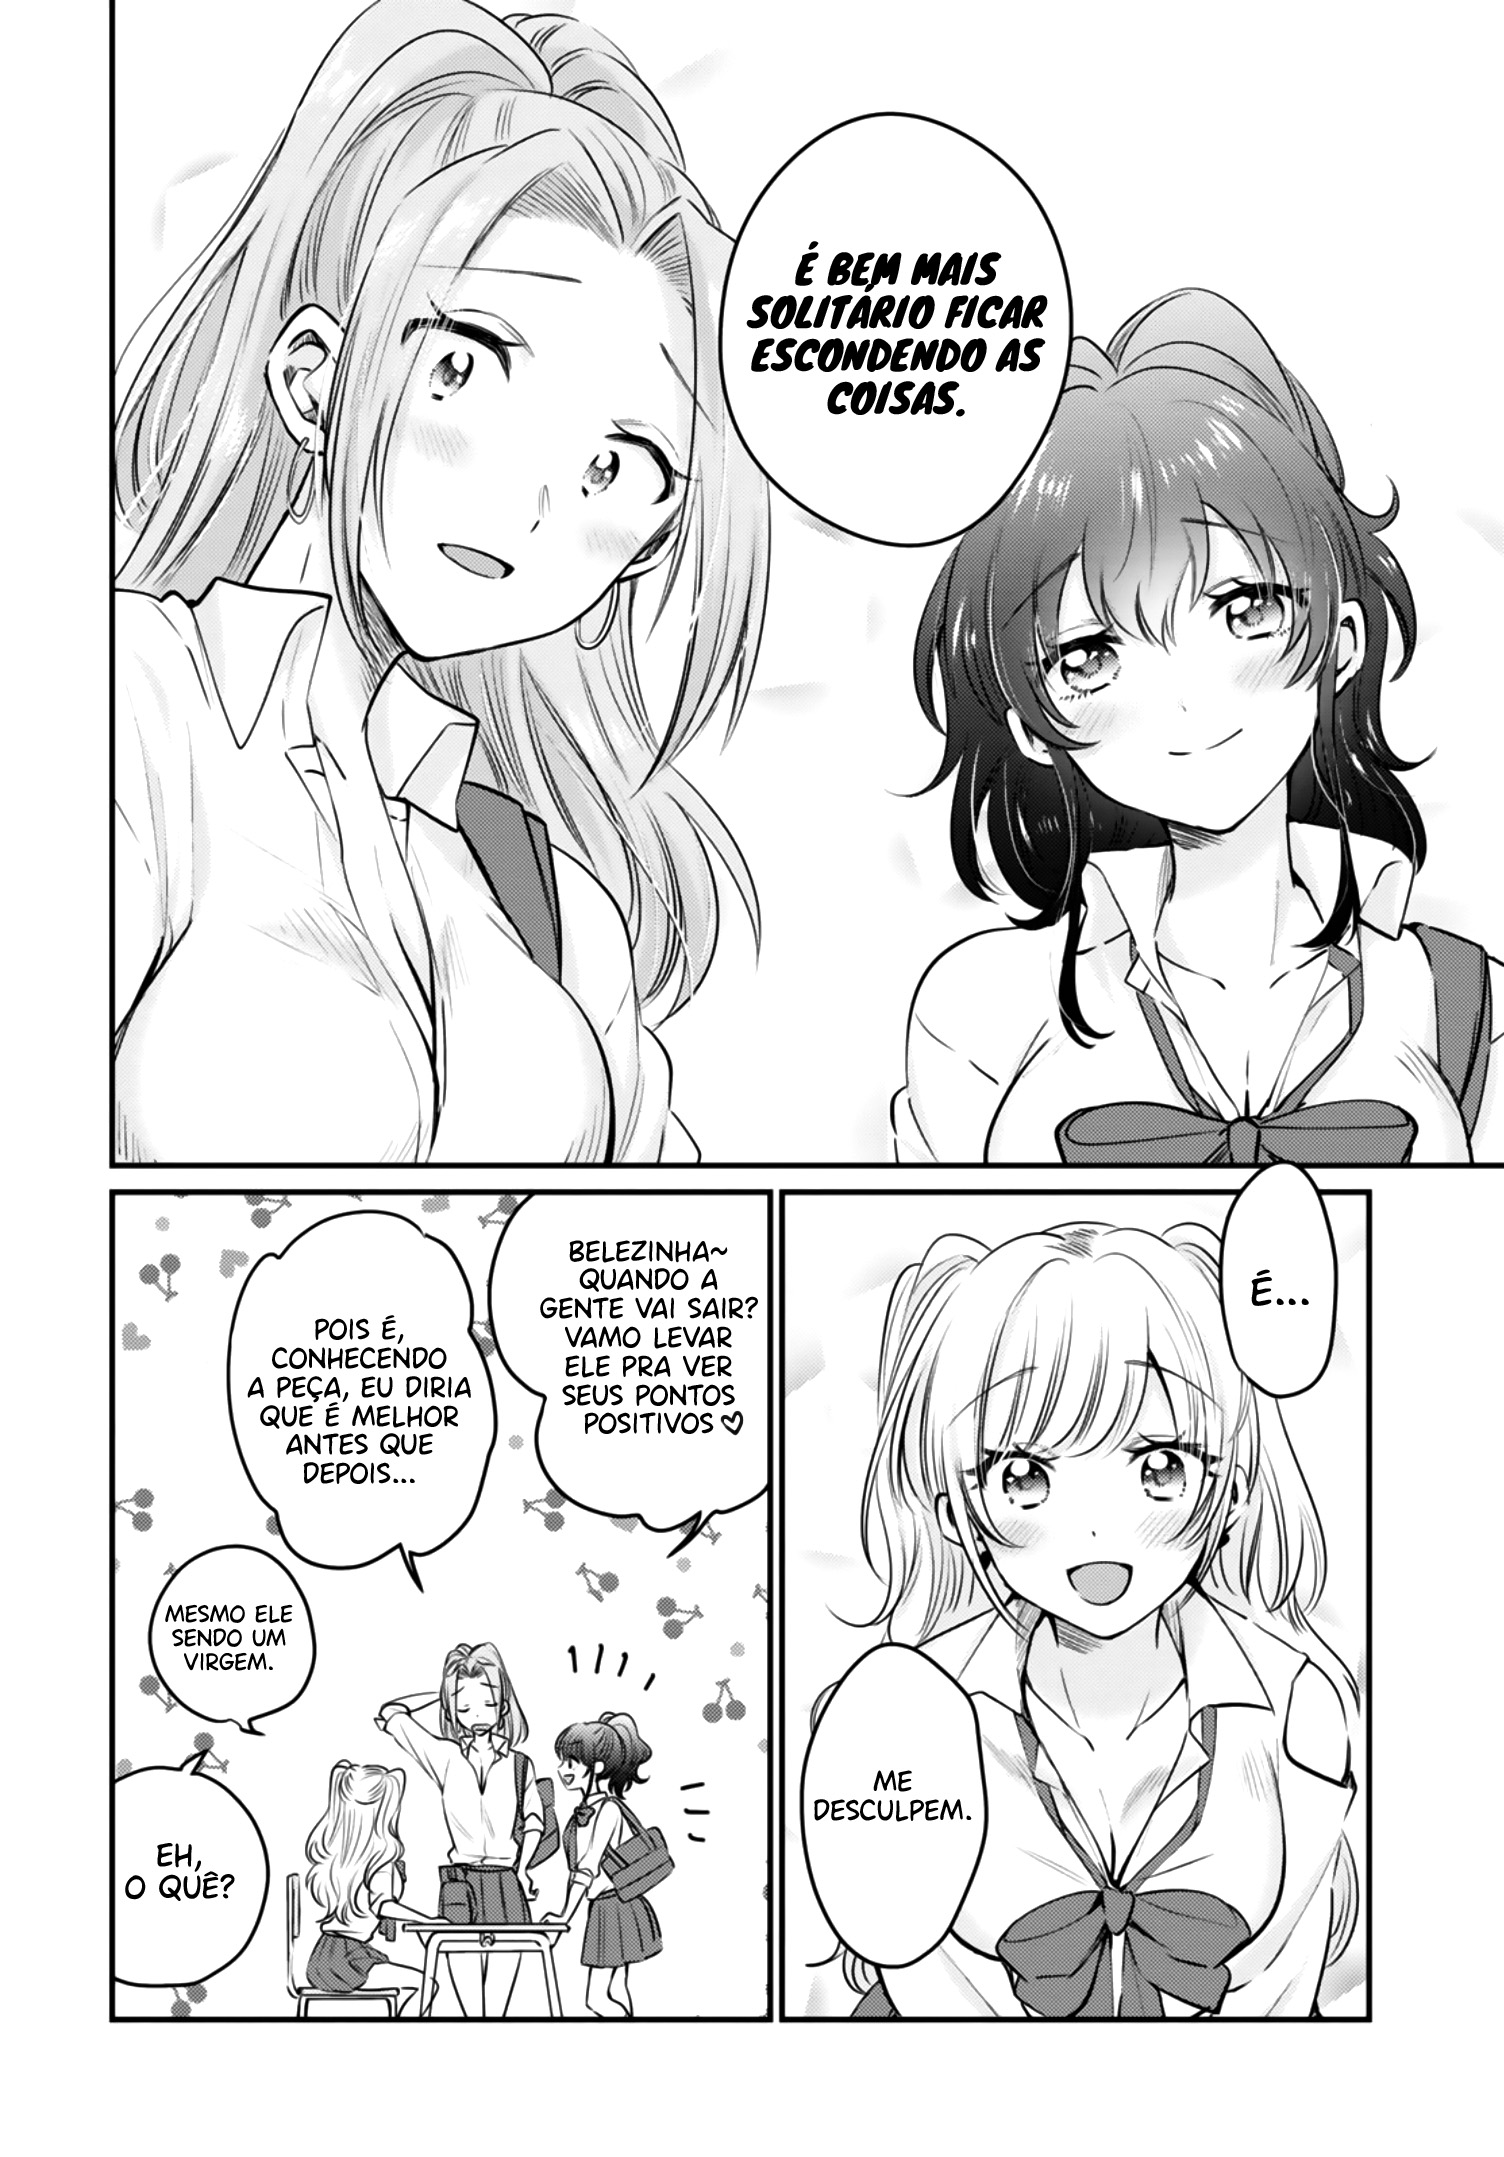 É BEM MAIS
SOLITÁRIO FICAR
ESCONDENDO AS
COISAS.
É...
ME
DESCULPEM.
BELEZINHA~
QUANDO A
GENTE VAI SAIR?
VAMO LEVAR
ELE PRA VER
SEUS PONTOS
POSITIVOS♡
POIS É,
CONHECENDO
A PEÇA, EU DIRIA
QUE É MELHOR
ANTES QUE
DEPOIS...
MESMO ELE
SENDO UM
VIRGEM.
EH,
O QUÊ?